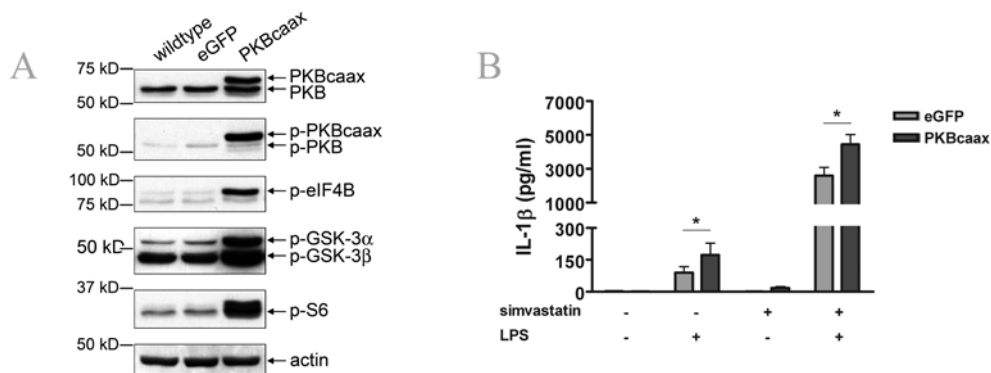 A
wildtype
eGFP
PKBcaax
75 kD
PKBcaax
PKB
50 kD
p-PKBcaax
p-PKB
50 kD
100 kD
p-eIF4B
75 kD
p-GSK-3α
50 kD
p-GSK-3β
37 kD
p-S6
50 kD
actin
B
eGFP
PKBcaax
IL-1β (pg/ml)
7000
5000
3000
1000
300
150
0
*
*
simvastatin - - + +
LPS - + - +